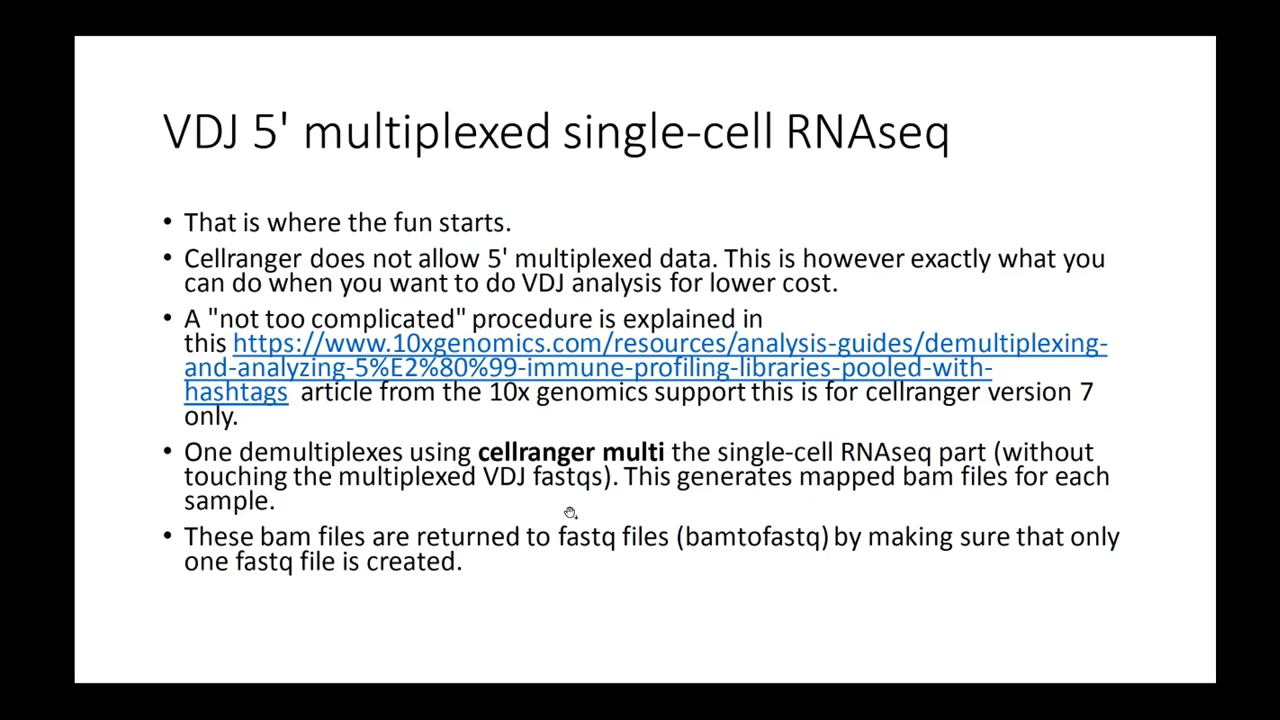 VDJ 5' multiplexed single-cell RNAseq
• That is where the fun starts.
• Cellranger does not allow 5' multiplexed data. This is however exactly what you
can do when you want to do VDJ analysis for lower cost.
• A "not too complicated" procedure is explained in
this https://www.10xgenomics.com/resources/analysis-guides/demultiplexing-
and-analyzing-5%E2%80%99-immune-profiling-libraries-pooled-with-
hashtags article from the 10x genomics support this is for cellranger version 7
only.
• One demultiplexes using cellranger multi the single-cell RNAseq part (without
touching the multiplexed VDJ fastqs). This generates mapped bam files for each
sample.
• These bam files are returned to fastq files (bamtofastq) by making sure that only
one fastq file is created.